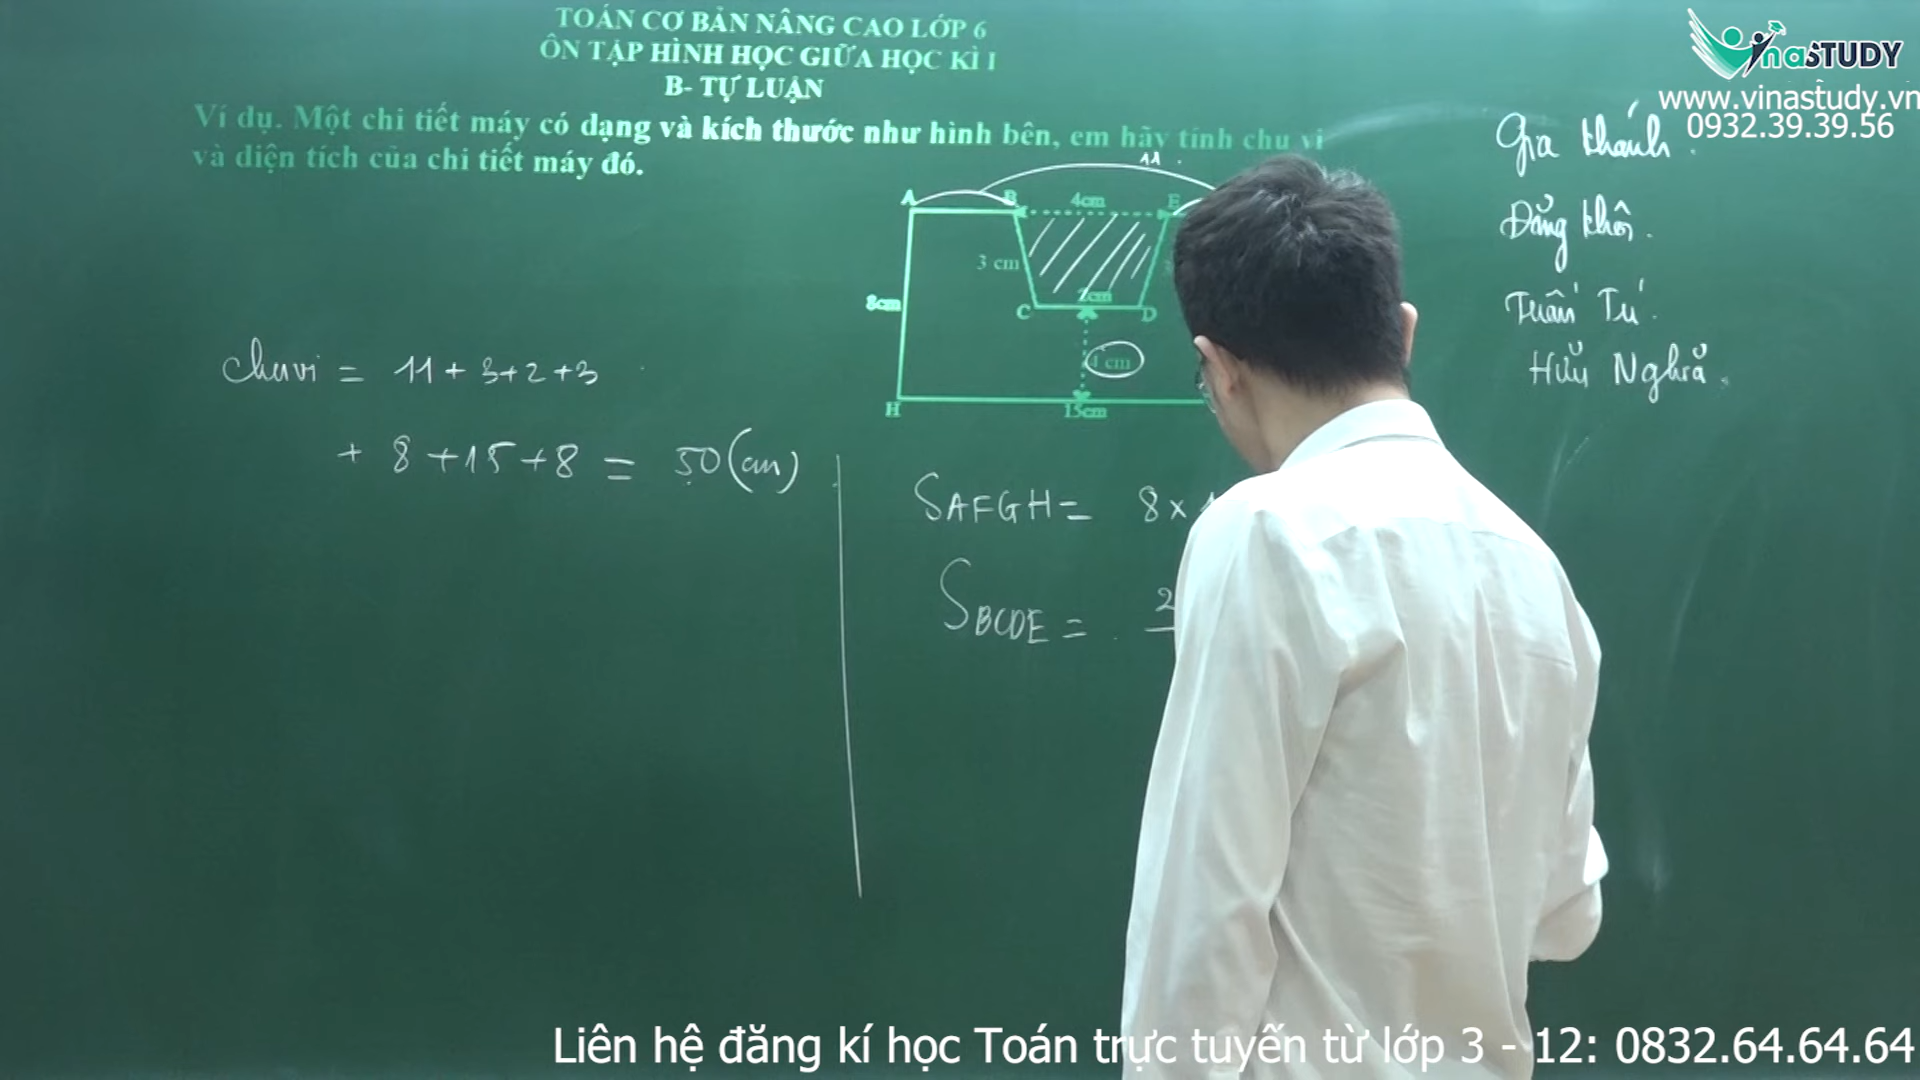 TOÁN CƠ BẢN NÂNG CAO LỚP 6
ÔN TẬP HÌNH HỌC GIỮA HỌC KÌ I
B- TỰ LUẬN
Ví dụ. Một chi tiết máy có dạng và kích thước như hình bên, em hãy tính chu vi
và diện tích của chi tiết máy đó.
VinaSTUDY
www.vinastudy.vn
0932.39.39.56
Gia Khánh.
Đăng Khôi.
Tuấn Tú.
Hữu Nghĩa.
11
A
B
4cm
E
3 cm
8cm
2cm
C
D
4 cm
H
15cm
chu vi = 11 + 3 + 2 + 3
+ 8 + 15 + 8 = 50 (cm)
SAFGH = 8 x
SBCDE = 2
Liên hệ đăng kí học Toán trực tuyến từ lớp 3 - 12: 0832.64.64.64